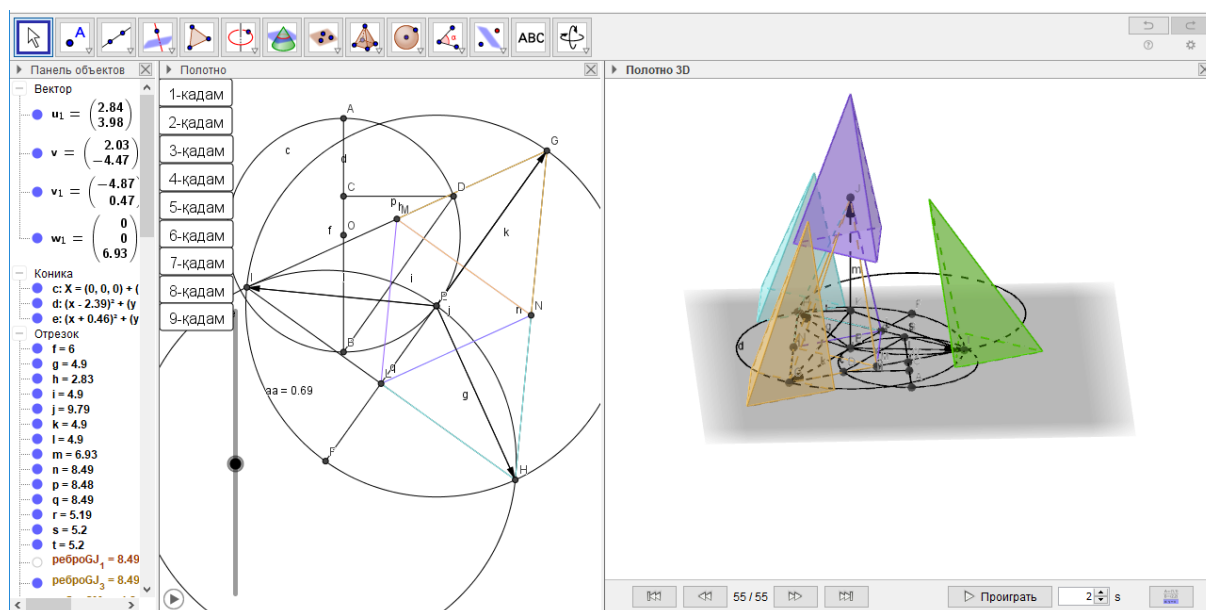 A
α
ABC
Панель объектов
Вектор
u₁ = (2.84
3.98)
v = (2.03
−4.47)
v₁ = (−4.87
0.47)
w₁ = (0
0
6.93)
Коника
c: X = (0, 0, 0) + (
d: (x - 2.39)² + (y
e: (x + 0.46)² + (y
Отрезок
f = 6
g = 4.9
h = 2.83
i = 4.9
j = 9.79
k = 4.9
l = 4.9
m = 6.93
n = 8.49
p = 8.48
q = 8.49
r = 5.19
s = 5.2
t = 5.2
реброGJ₁ = 8.49
реброGJ₃ = 8.49
Полотно
1-қадам
2-қадам
3-қадам
4-қадам
5-қадам
6-қадам
7-қадам
8-қадам
9-қадам
A
c
d
G
C
D
p
M
f
O
k
i
I
j
E
n
N
B
q
L
aa = 0.69
g
F
H
Полотно 3D
J
m
d
55 / 55
Проиграть
2
s